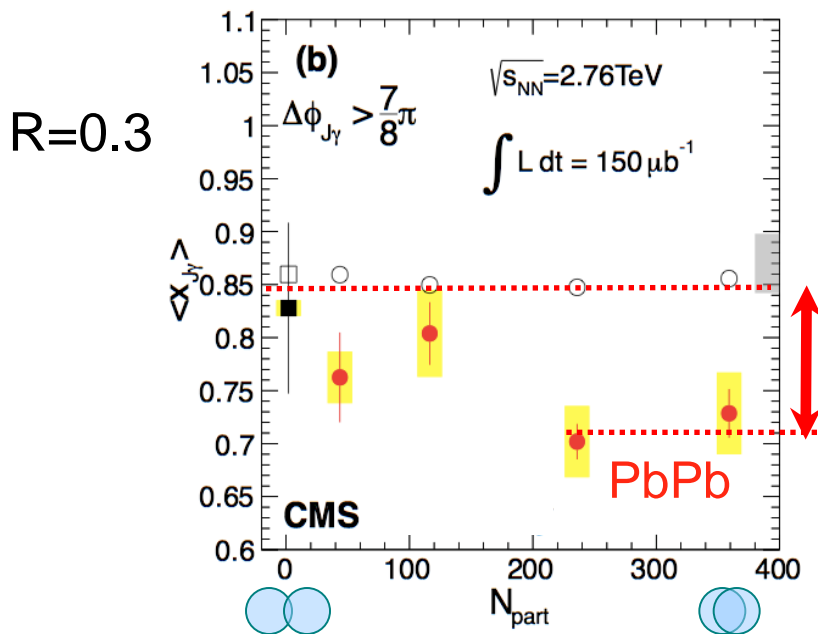 R=0.3
(b)
√s_NN=2.76TeV
Δϕ_Jγ > 7/8 π
∫ L dt = 150 μb⁻¹
<x_Jγ>
1.1
1.05
1
0.95
0.9
0.85
0.8
0.75
0.7
0.65
0.6
PbPb
CMS
0 100 200 300 400
N_part